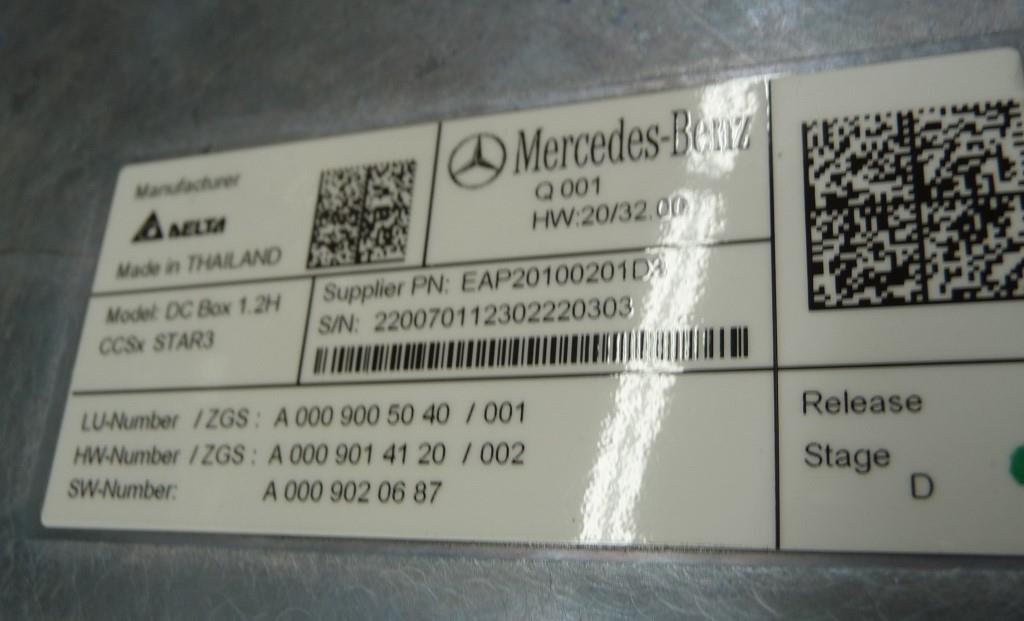 Manufacturer
DELTA
Made in THAILAND
Mercedes-Benz
Q 001
HW:20/32.00
Model: DC Box 1.2H
CCSx STAR3
Supplier PN:
S/N: 220070112302220303
LU-Number / ZGS : A 000 900 50 40 / 001
HW-Number / ZGS : A 000 901 41 20 / 002
SW-Number: A 000 902 06 87
Release
Stage
D